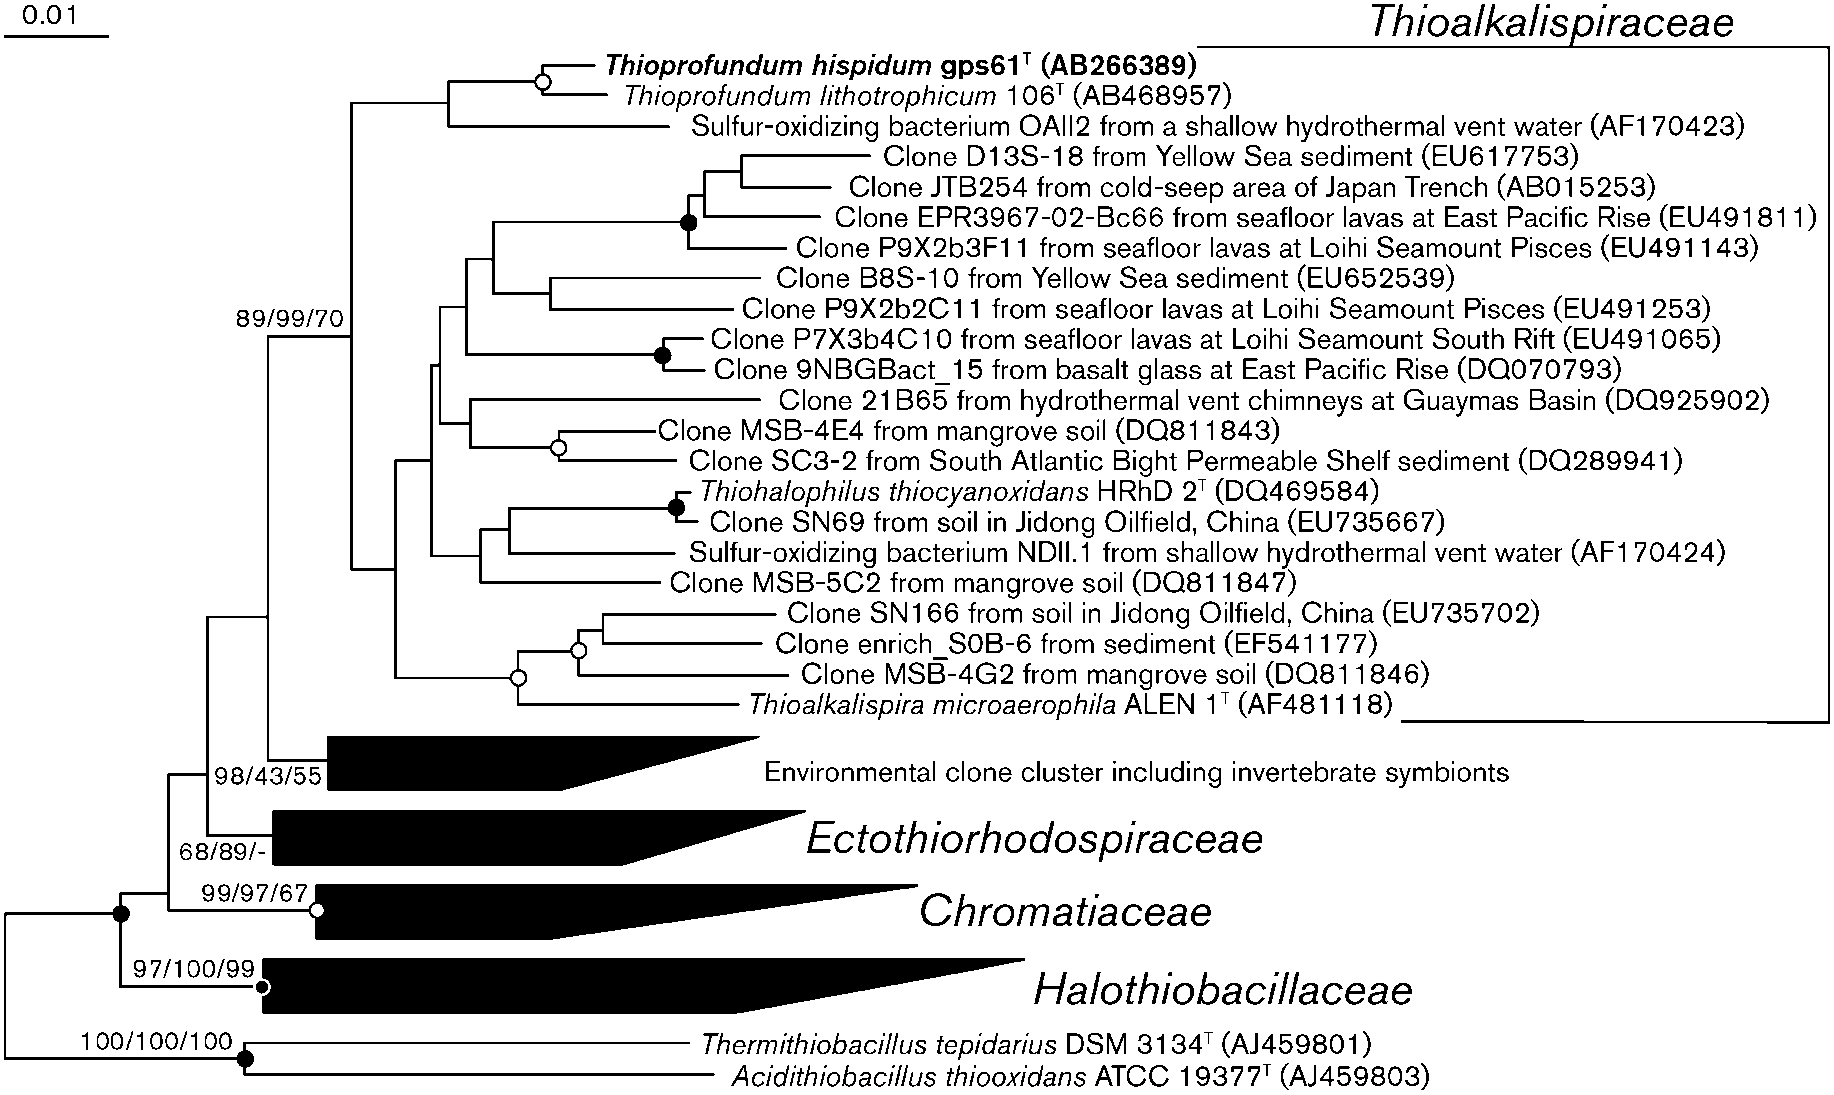 0.01
Thioalkalispiraceae
Thioprofundum hispidum gps61ᵀ (AB266389)
Thioprofundum lithotrophicum 106ᵀ (AB468957)
Sulfur-oxidizing bacterium OAII2 from a shallow hydrothermal vent water (AF170423)
Clone D13S-18 from Yellow Sea sediment (EU617753)
Clone JTB254 from cold-seep area of Japan Trench (AB015253)
Clone EPR3967-02-Bc66 from seafloor lavas at East Pacific Rise (EU491811)
Clone P9X2b3F11 from seafloor lavas at Loihi Seamount Pisces (EU491143)
Clone B8S-10 from Yellow Sea sediment (EU652539)
Clone P9X2b2C11 from seafloor lavas at Loihi Seamount Pisces (EU491253)
89/99/70
Clone P7X3b4C10 from seafloor lavas at Loihi Seamount South Rift (EU491065)
Clone 9NBGBact_15 from basalt glass at East Pacific Rise (DQ070793)
Clone 21B65 from hydrothermal vent chimneys at Guaymas Basin (DQ925902)
Clone MSB-4E4 from mangrove soil (DQ811843)
Clone SC3-2 from South Atlantic Bight Permeable Shelf sediment (DQ289941)
Thiohalophilus thiocyanoxidans HRhD 2ᵀ (DQ469584)
Clone SN69 from soil in Jidong Oilfield, China (EU735667)
Sulfur-oxidizing bacterium NDII.1 from shallow hydrothermal vent water (AF170424)
Clone MSB-5C2 from mangrove soil (DQ811847)
Clone SN166 from soil in Jidong Oilfield, China (EU735702)
Clone enrich_S0B-6 from sediment (EF541177)
Clone MSB-4G2 from mangrove soil (DQ811846)
Thioalkalispira microaerophila ALEN 1ᵀ (AF481118)
98/43/55
Environmental clone cluster including invertebrate symbionts
68/89/-
Ectothiorhodospiraceae
99/97/67
Chromatiaceae
97/100/99
Halothiobacillaceae
100/100/100
Thermithiobacillus tepidarius DSM 3134ᵀ (AJ459801)
Acidithiobacillus thiooxidans ATCC 19377ᵀ (AJ459803)